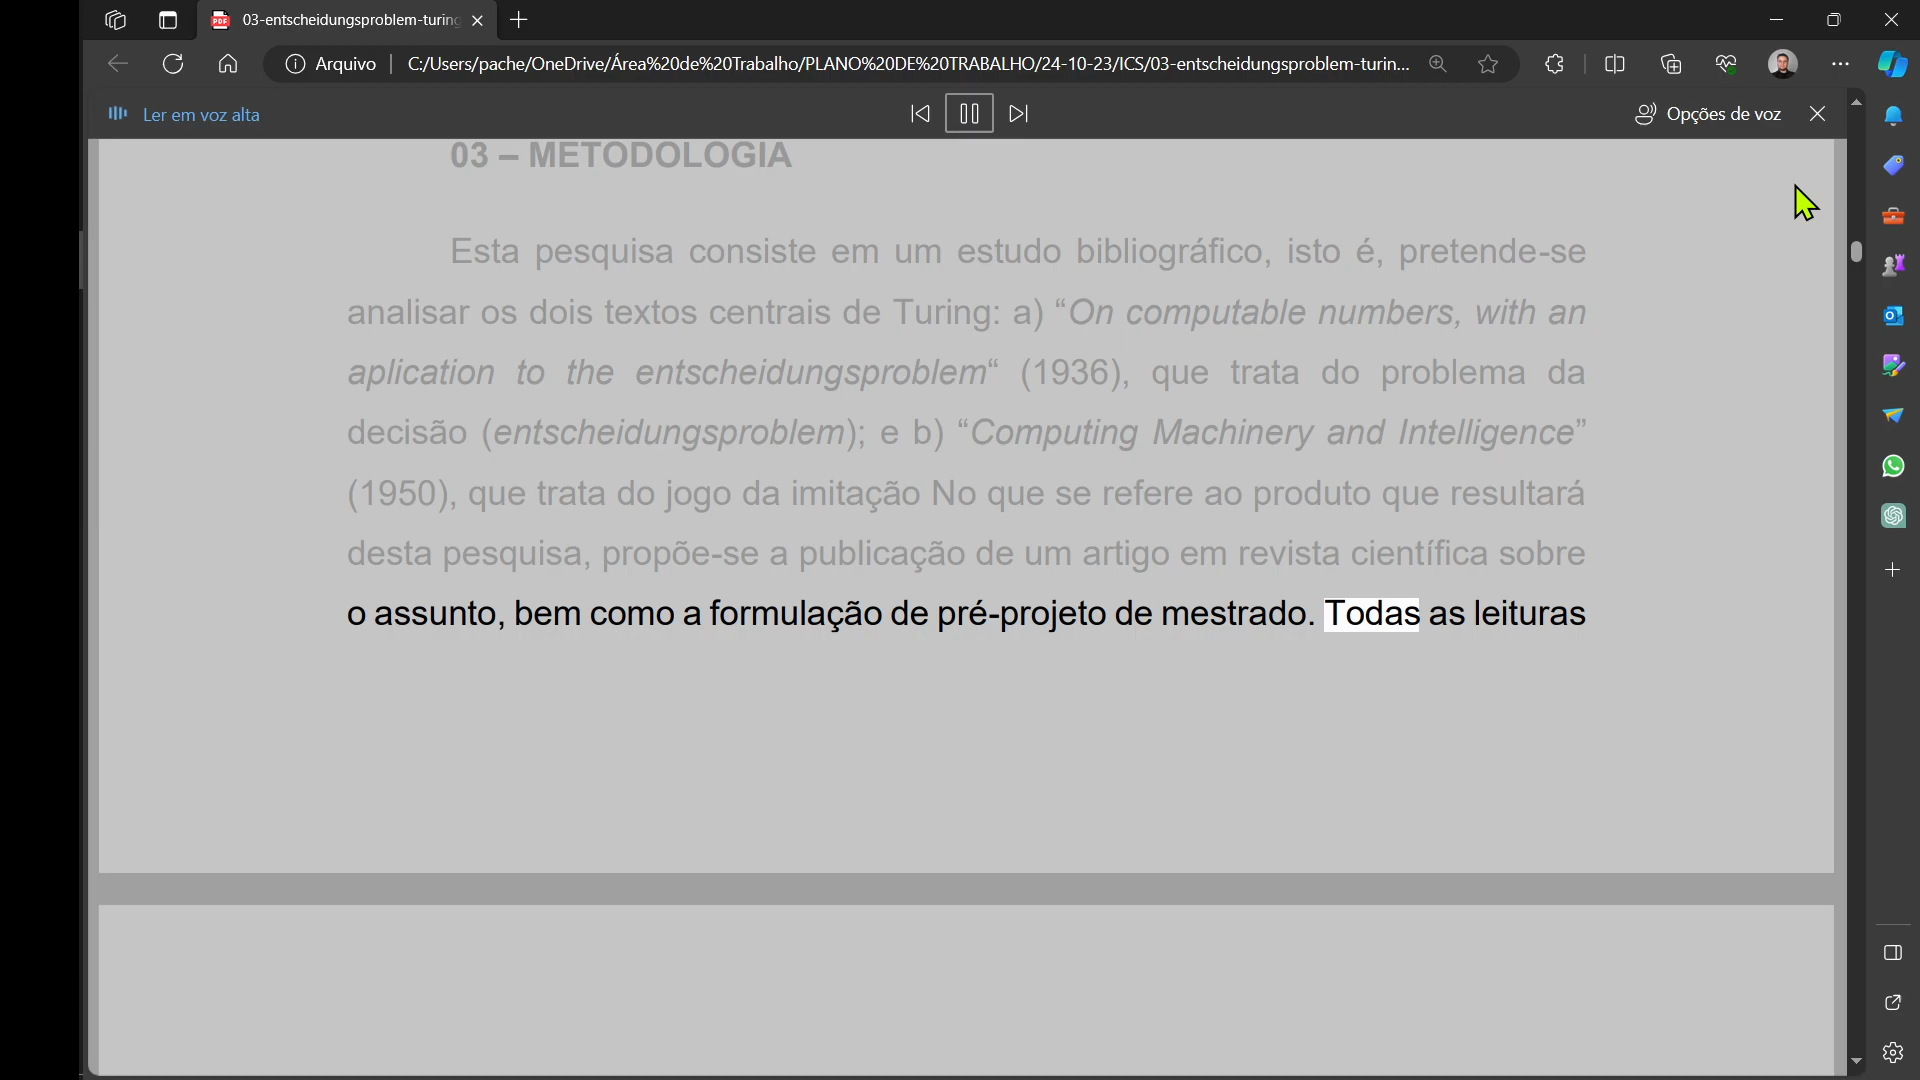 03-entscheidungsproblem-turing
Arquivo
C:/Users/pache/OneDrive/Área%20de%20Trabalho/PLANO%20DE%20TRABALHO/24-10-23/ICS/03-entscheidungsproblem-turin...
Ler em voz alta
Opções de voz
03 – METODOLOGIA
Esta pesquisa consiste em um estudo bibliográfico, isto é, pretende-se
analisar os dois textos centrais de Turing: a) “On computable numbers, with an
aplication to the entscheidungsproblem“ (1936), que trata do problema da
decisão (entscheidungsproblem); e b) “Computing Machinery and Intelligence”
(1950), que trata do jogo da imitação No que se refere ao produto que resultará
desta pesquisa, propõe-se a publicação de um artigo em revista científica sobre
o assunto, bem como a formulação de pré-projeto de mestrado. Todas as leituras